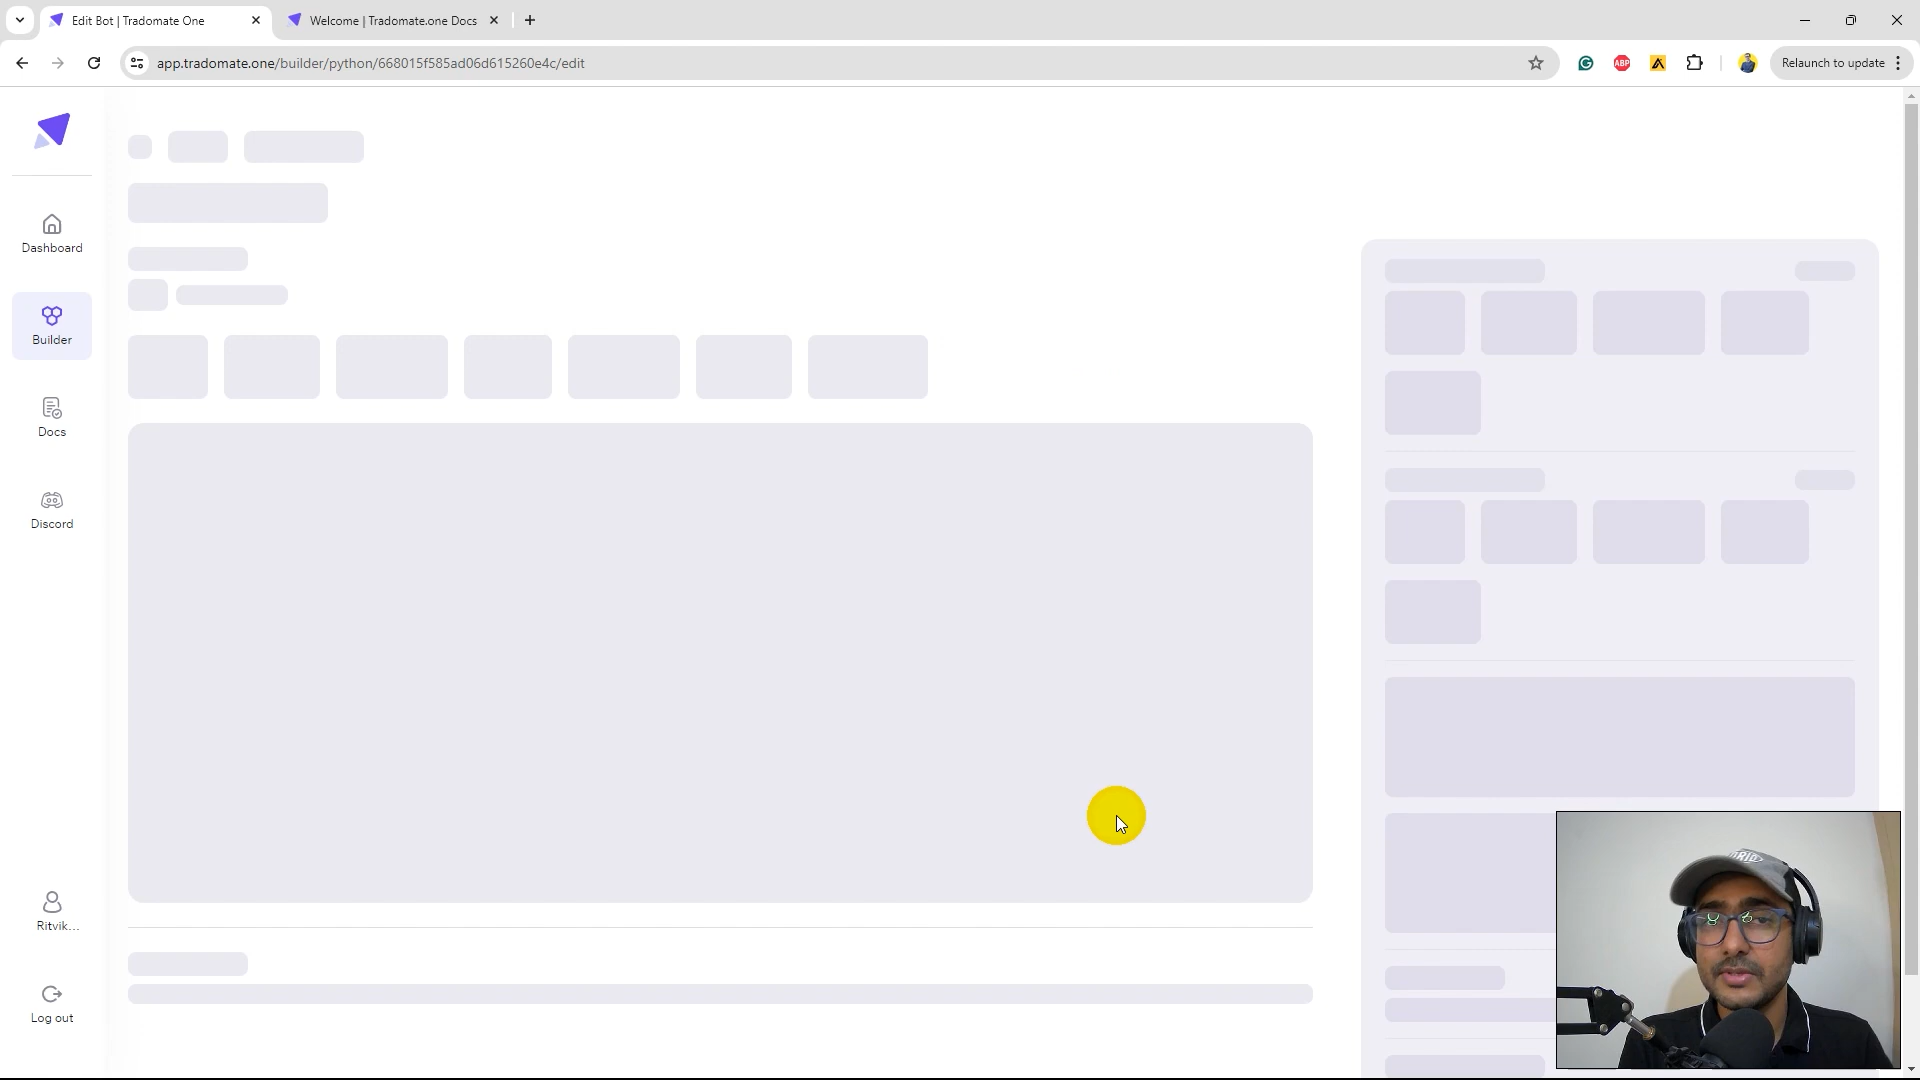 Edit Bot | Tradomate One
Welcome | Tradomate.one Docs
app.tradomate.one/builder/python/668015f585ad06d615260e4c/edit
ABP
Relaunch to update
Dashboard
Builder
Docs
Discord
Ritvik...
Log out